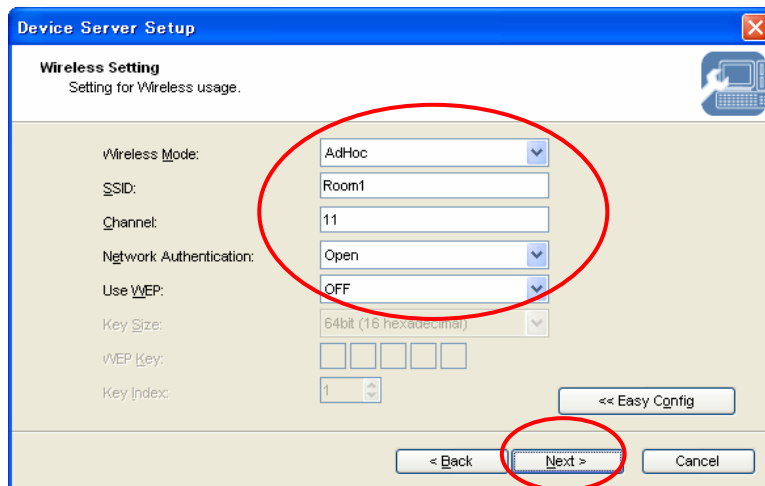 Device Server Setup
Wireless Setting
Setting for Wireless usage.
Wireless Mode: AdHoc
SSID: Room1
Channel: 11
Network Authentication: Open
Use WEP: OFF
Key Size: 64bit (16 hexadecimal)
WEP Key:
Key Index: 1
<< Easy Config
< Back Next > Cancel